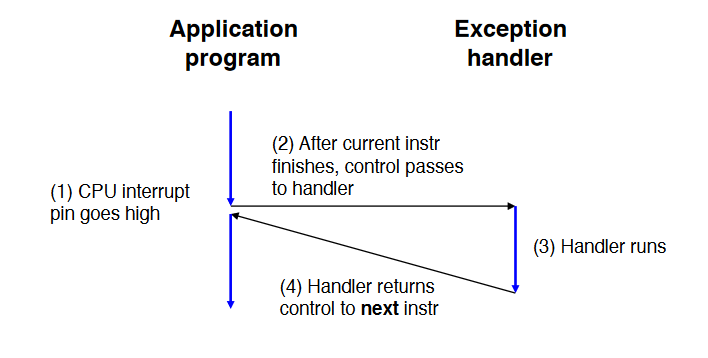 Application
program
Exception
handler
(1) CPU interrupt
pin goes high
(2) After current instr
finishes, control passes
to handler
(3) Handler runs
(4) Handler returns
control to next instr